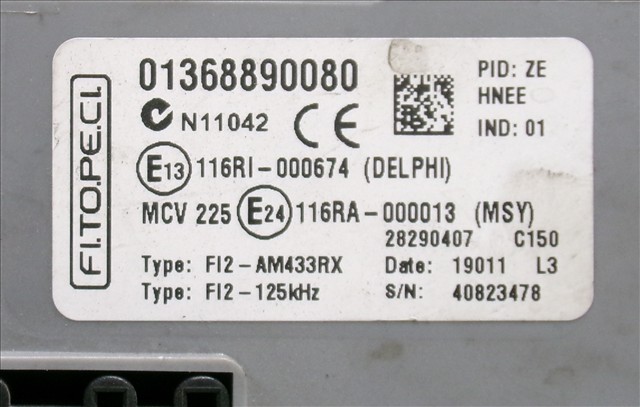 FI.TO.PE.CI.
01368890080
N11042 CE
PID: ZE
HNEE
IND: 01
E13 116RI-000674 (DELPHI)
MCV 225 E24 116RA-000013 (MSY)
28290407 C150
Type: FI2-AM433RX Date: 19011 L3
Type: FI2-125kHz S/N: 40823478